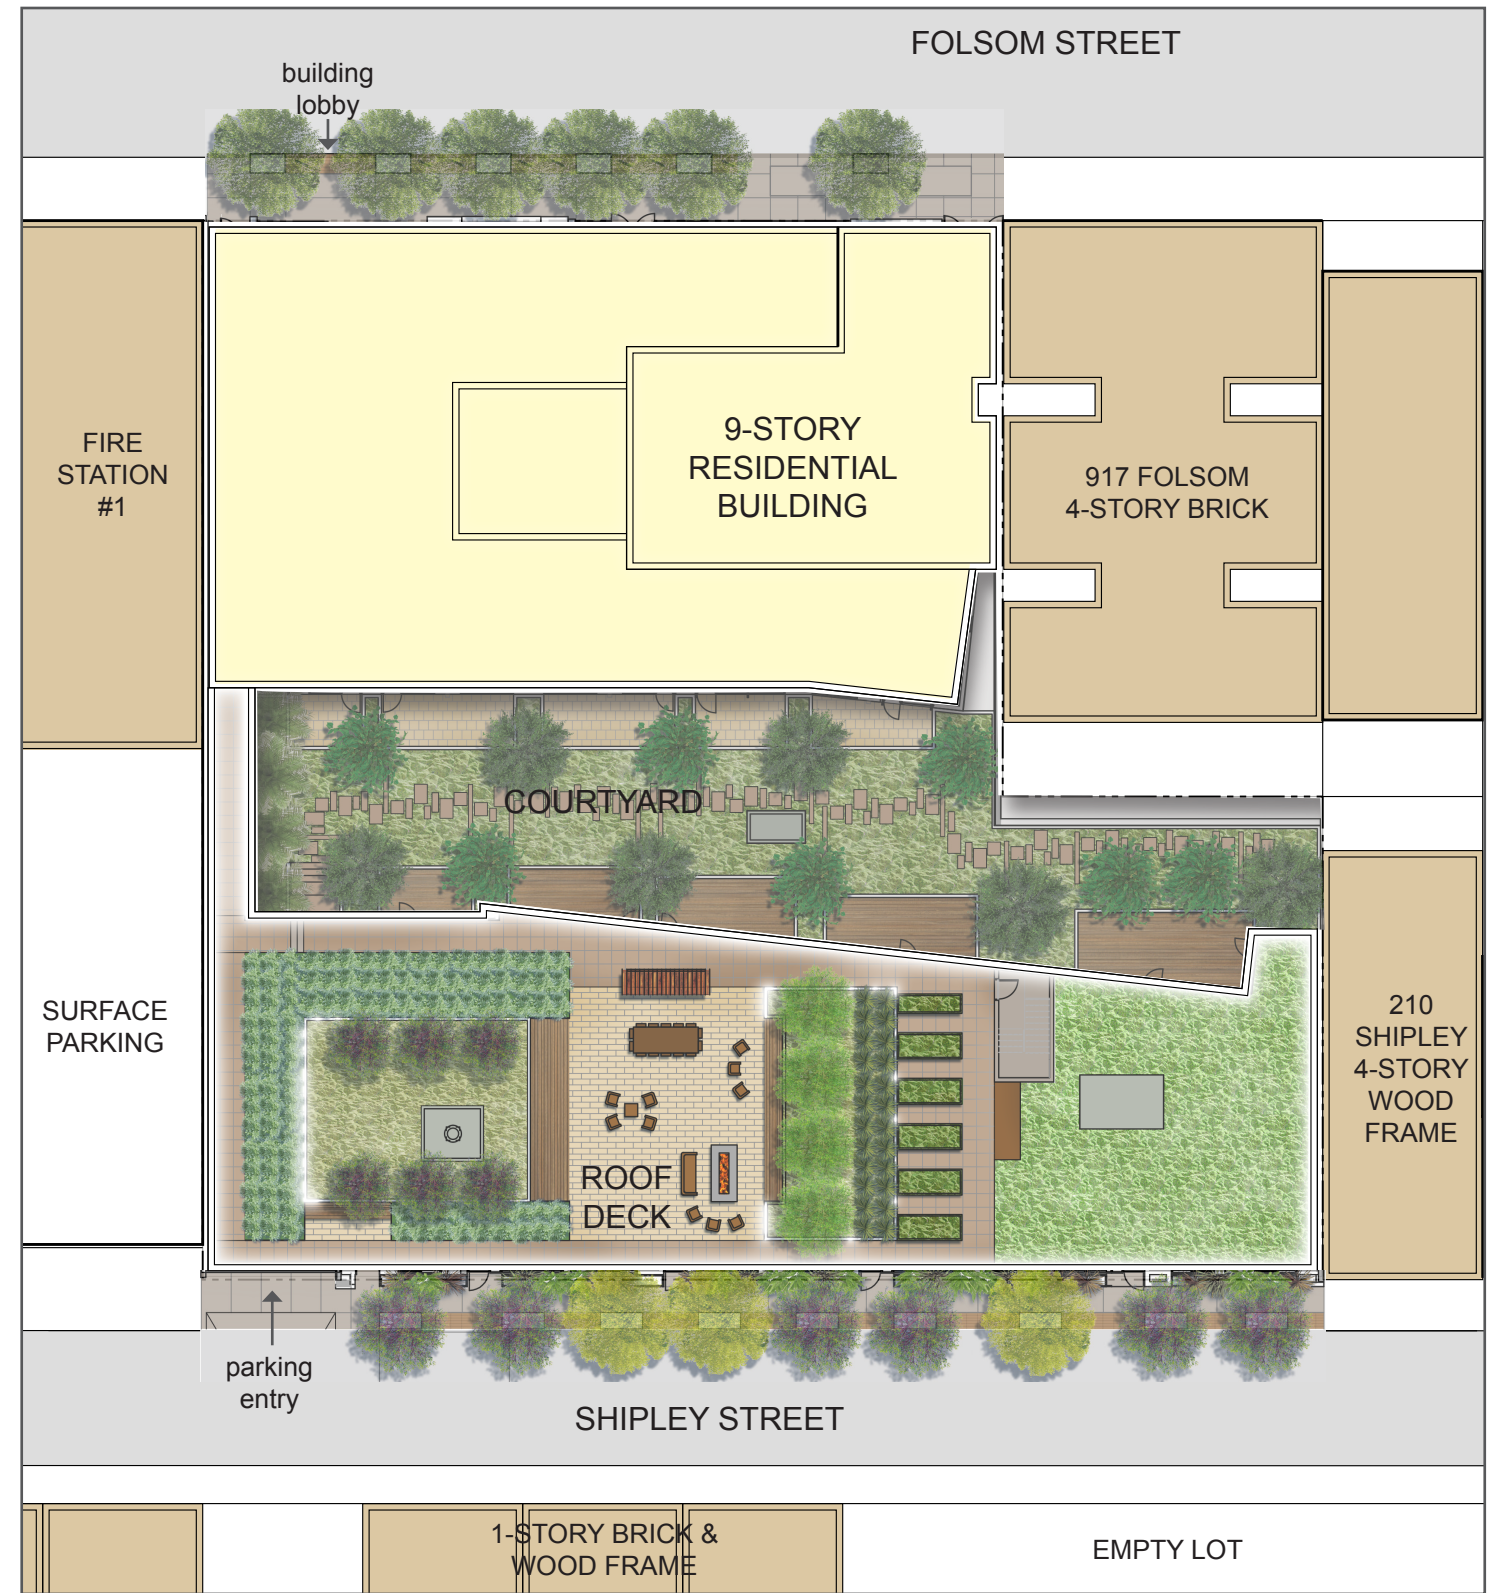 FOLSOM STREET
building
lobby
FIRE
STATION
#1
9-STORY
RESIDENTIAL
BUILDING
917 FOLSOM
4-STORY BRICK
COURTYARD
SURFACE
PARKING
ROOF
DECK
210
SHIPLEY
4-STORY
WOOD
FRAME
parking
entry
SHIPLEY STREET
1-STORY BRICK &
WOOD FRAME
EMPTY LOT